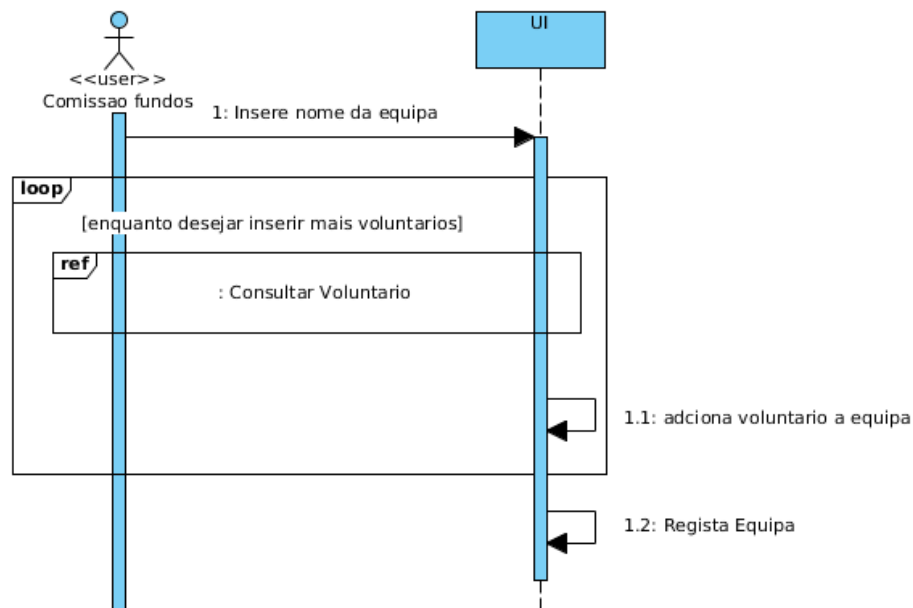 UI
<<user>>
Comissao fundos
1: Insere nome da equipa
loop
[enquanto desejar inserir mais voluntarios]
ref
: Consultar Voluntario
1.1: adciona voluntario a equipa
1.2: Regista Equipa